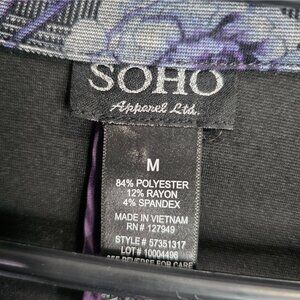 SOHO
Apparel Ltd.
M
84% POLYESTER
12% RAYON
4% SPANDEX
MADE IN VIETNAM
RN # 127949
STYLE # 57351317
LOT # 10004498
SEE REVERSE FOR CARE